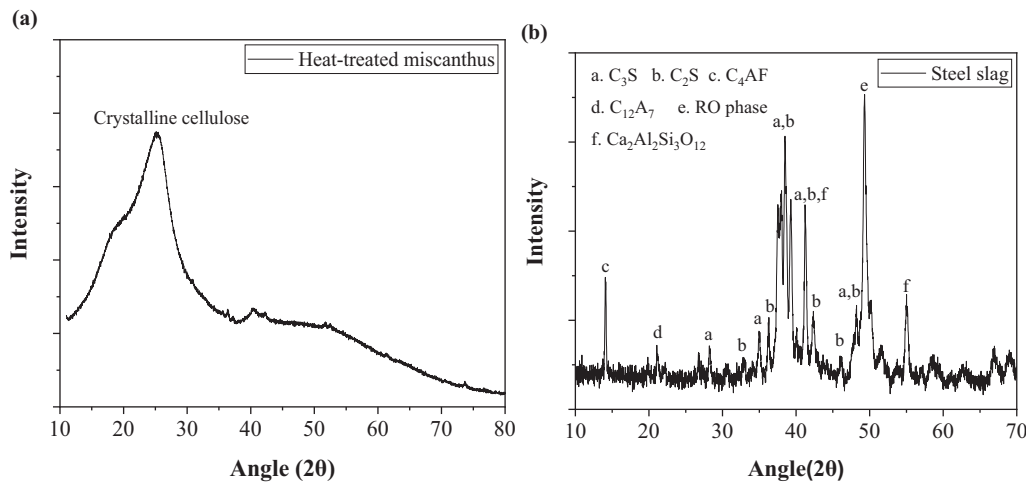 (a)
Heat-treated miscanthus
Crystalline cellulose
Intensity
10 20 30 40 50 60 70 80
Angle (2θ)
(b)
Steel slag
a. C₃S b. C₂S c. C₄AF
d. C₁₂A₇ e. RO phase
f. Ca₂Al₂Si₃O₁₂
e
a,b
a,b,f
c
d
a
b
a
b
b
b
a,b
f
Intensity
10 20 30 40 50 60 70
Angle(2θ)